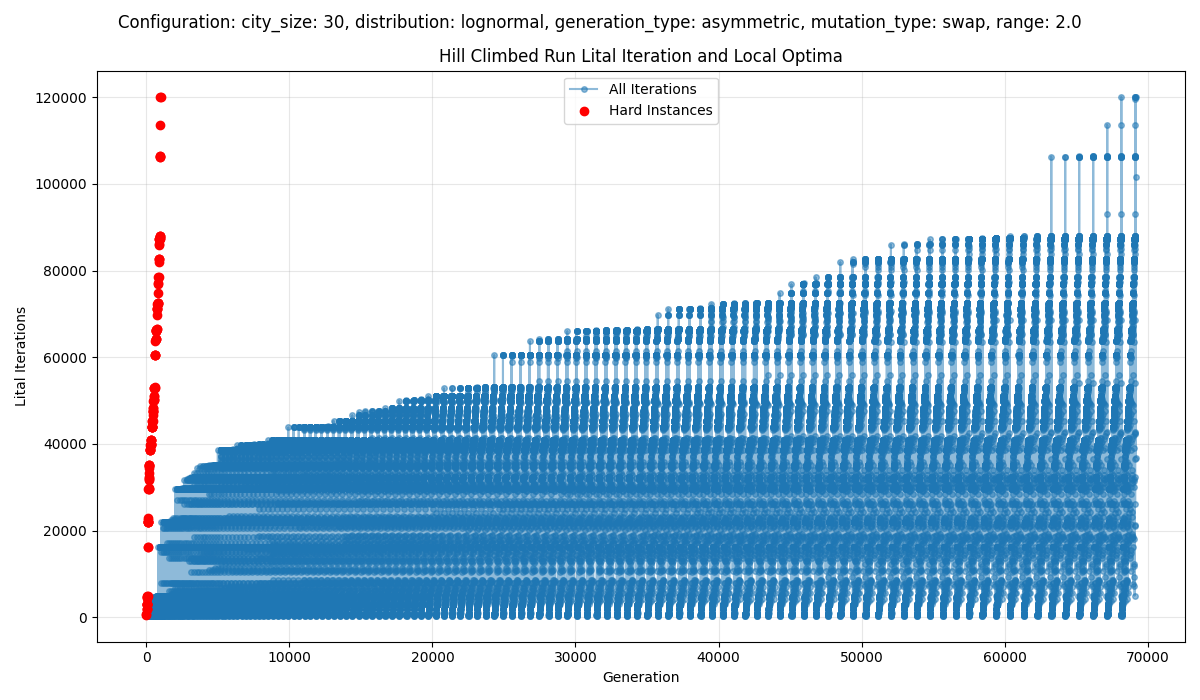 Configuration: city_size: 30, distribution: lognormal, generation_type: asymmetric, mutation_type: swap, range: 2.0
Hill Climbed Run Lital Iteration and Local Optima
All Iterations
Hard Instances
120000
100000
80000
60000
40000
20000
0
Lital Iterations
0 10000 20000 30000 40000 50000 60000 70000
Generation